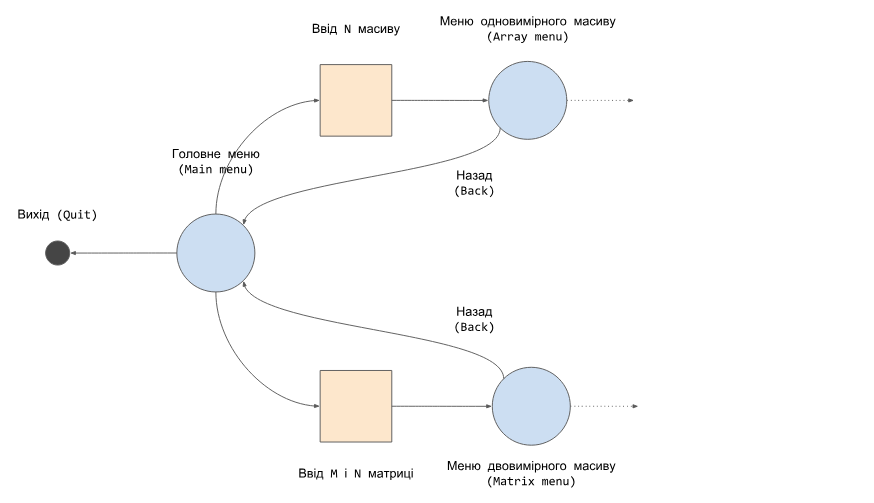 Ввід N масиву
Меню одновимірного масиву
(Array menu)
Головне меню
(Main menu)
Назад
(Back)
Вихід (Quit)
Назад
(Back)
Ввід M і N матриці
Меню двовимірного масиву
(Matrix menu)